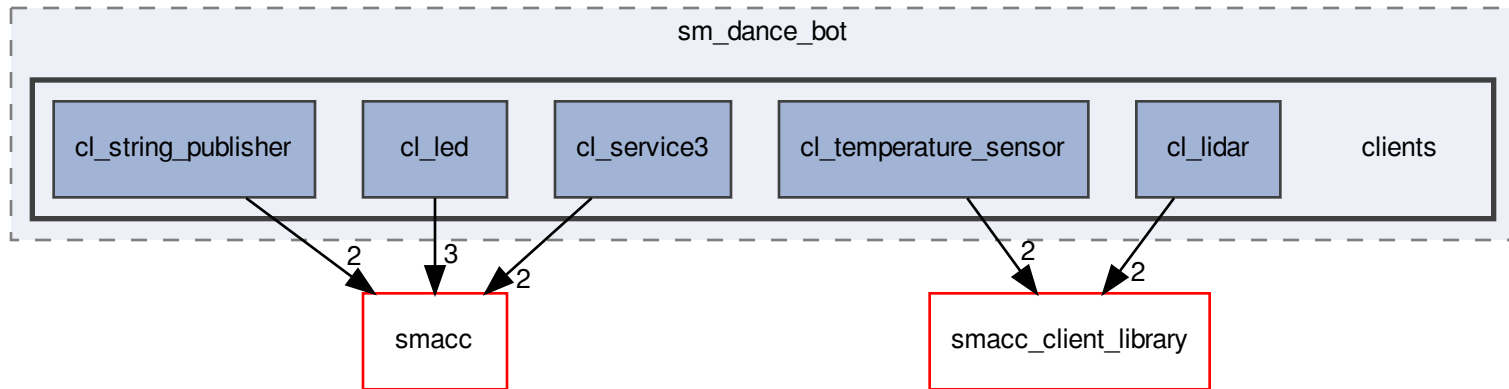 sm_dance_bot
cl_string_publisher
cl_led
cl_service3
cl_temperature_sensor
cl_lidar
clients
2
3
2
2
2
smacc
smacc_client_library